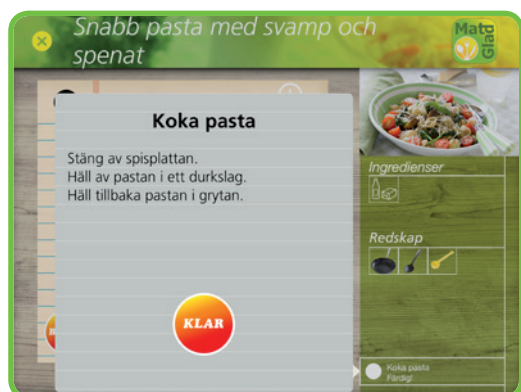 Snabb pasta med svamp och
spenat
Mat
Glad
Koka pasta
Stäng av spisplattan.
Häll av pastan i ett durkslag.
Häll tillbaka pastan i grytan.
KLAR
Ingredienser
Redskap
Koka pasta
Färdig!